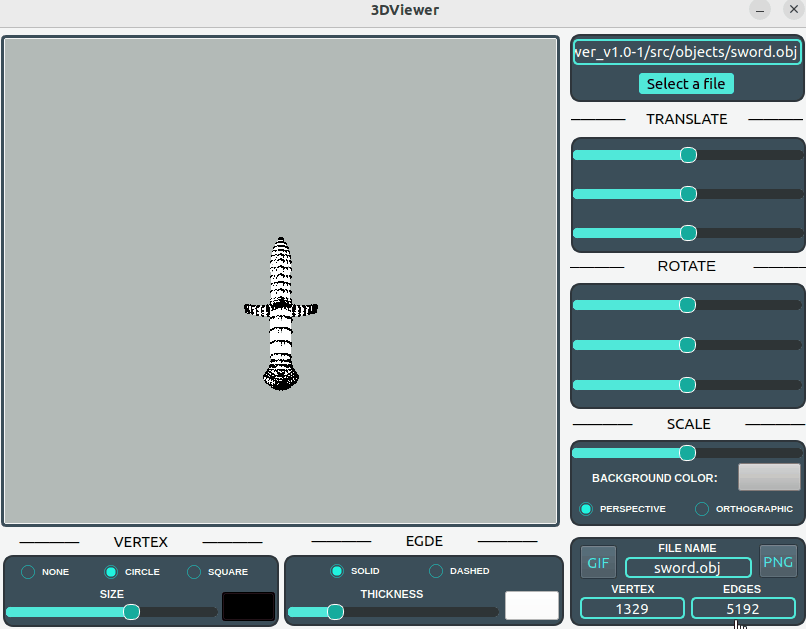 3DViewer
ver_v1.0-1/src/objects/sword.obj
Select a file
TRANSLATE
ROTATE
SCALE
BACKGROUND COLOR:
PERSPECTIVE
ORTHOGRAPHIC
VERTEX
NONE
CIRCLE
SQUARE
SIZE
EGDE
SOLID
DASHED
THICKNESS
GIF
FILE NAME
sword.obj
PNG
VERTEX
EDGES
1329
5192